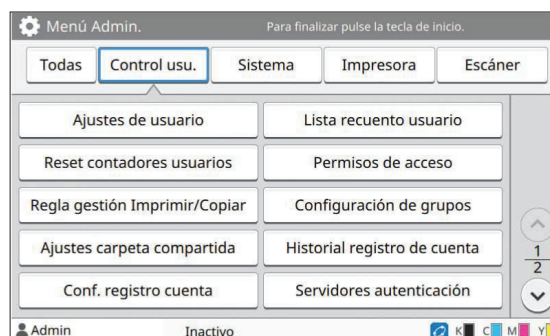 Menú Admin. Para finalizar pulse la tecla de inicio.
Todas Control usu. Sistema Impresora Escáner
Ajustes de usuario Lista recuento usuario
Reset contadores usuarios Permisos de acceso
Regla gestión Imprimir/Copiar Configuración de grupos
Ajustes carpeta compartida Historial registro de cuenta
1
2
Conf. registro cuenta Servidores autenticación
Admin Inactivo K C M Y